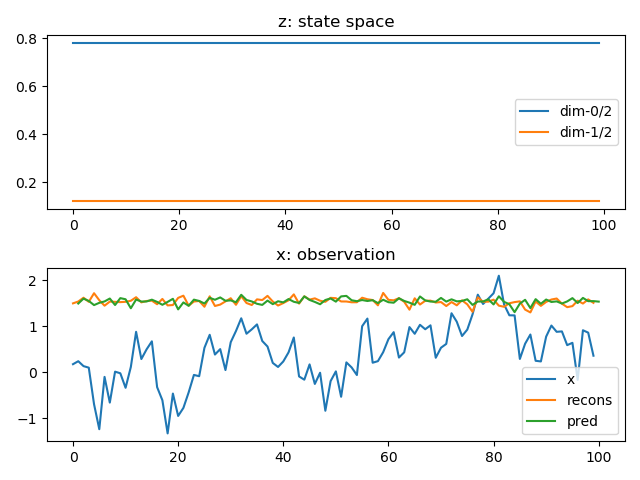 z: state space
0.8
0.6
0.4
0.2
dim-0/2
dim-1/2
0 20 40 60 80 100
x: observation
2
1
0
−1
x
recons
pred
0 20 40 60 80 100